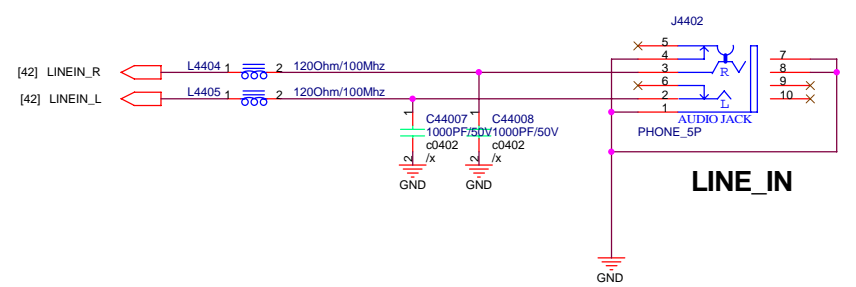 J4402
5
4
[42] LINEIN_R L4404 1 2 120Ohm/100Mhz 3 R 7
8
6 9
[42] LINEIN_L L4405 1 2 120Ohm/100Mhz 2 L 10
1
AUDIO JACK
PHONE_5P
1 C44007 1 C44008
1000PF/50V 1000PF/50V
c0402 c0402
2 /x 2 /x
GND GND
LINE_IN
GND